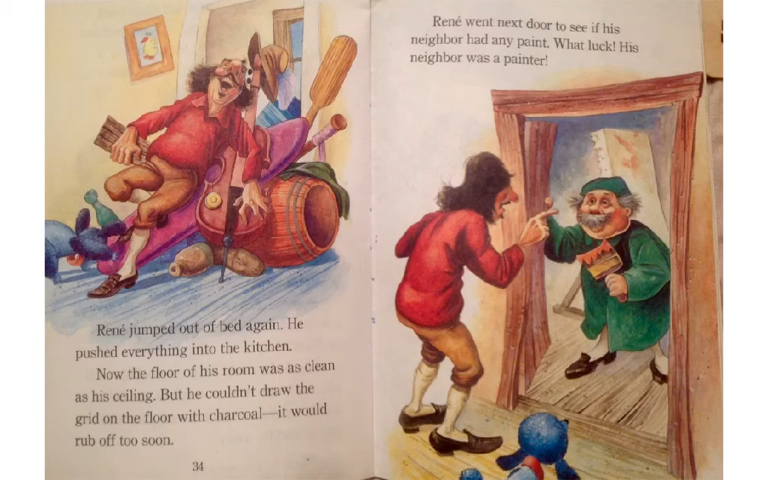 René jumped out of bed again. He
pushed everything into the kitchen.
Now the floor of his room was as clean
as his ceiling. But he couldn't draw the
grid on the floor with charcoal—it would
rub off too soon.
34
René went next door to see if his
neighbor had any paint. What luck! His
neighbor was a painter!